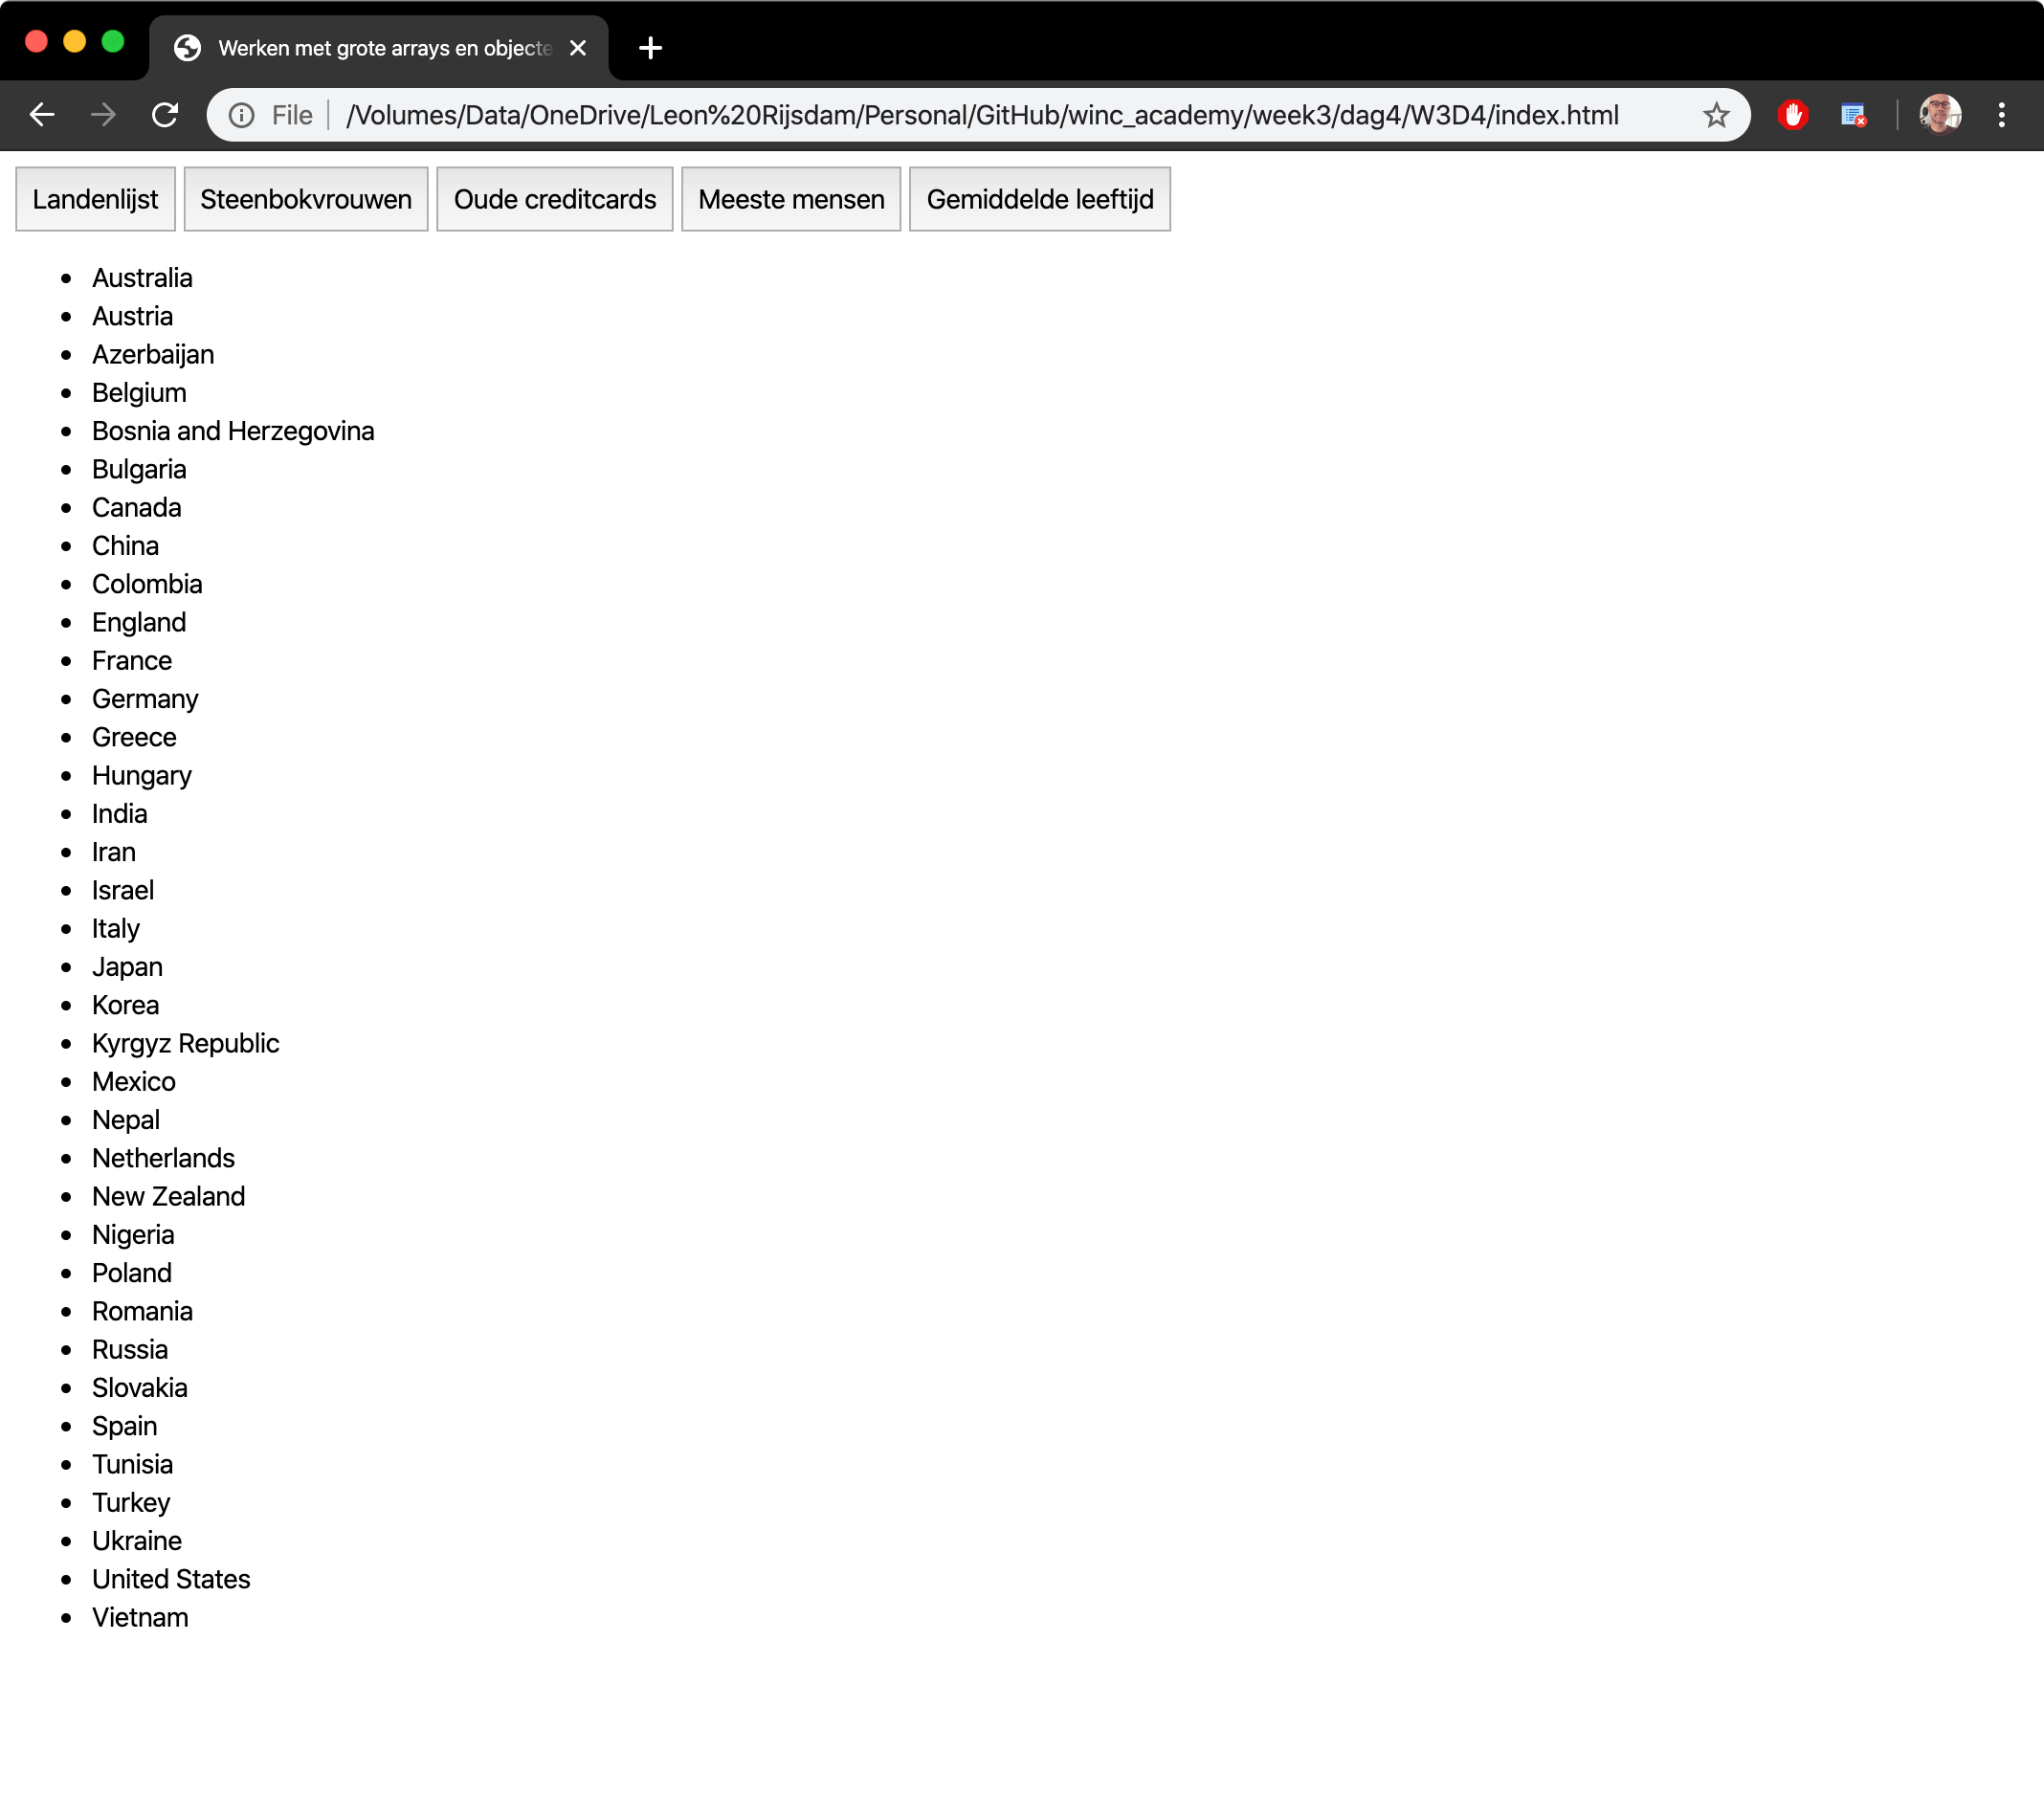 Werken met grote arrays en objecte
File /Volumes/Data/OneDrive/Leon%20Rijsdam/Personal/GitHub/winc_academy/week3/dag4/W3D4/index.html
Landenlijst Steenbokvrouwen Oude creditcards Meeste mensen Gemiddelde leeftijd
Australia
Austria
Azerbaijan
Belgium
Bosnia and Herzegovina
Bulgaria
Canada
China
Colombia
England
France
Germany
Greece
Hungary
India
Iran
Israel
Italy
Japan
Korea
Kyrgyz Republic
Mexico
Nepal
Netherlands
New Zealand
Nigeria
Poland
Romania
Russia
Slovakia
Spain
Tunisia
Turkey
Ukraine
United States
Vietnam